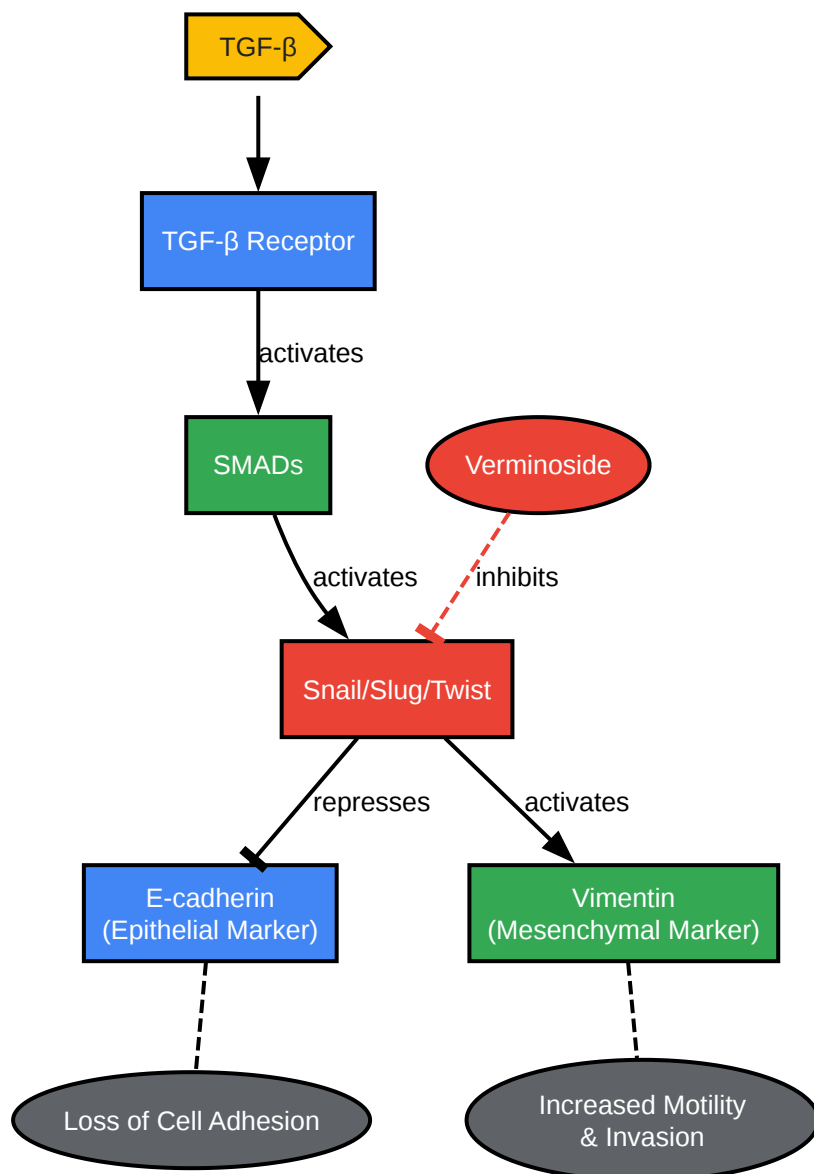 TGF-β
TGF-β Receptor
activates
SMADs
Verminoside
activates
inhibits
Snail/Slug/Twist
represses
activates
E-cadherin
(Epithelial Marker)
Vimentin
(Mesenchymal Marker)
Loss of Cell Adhesion
Increased Motility
& Invasion